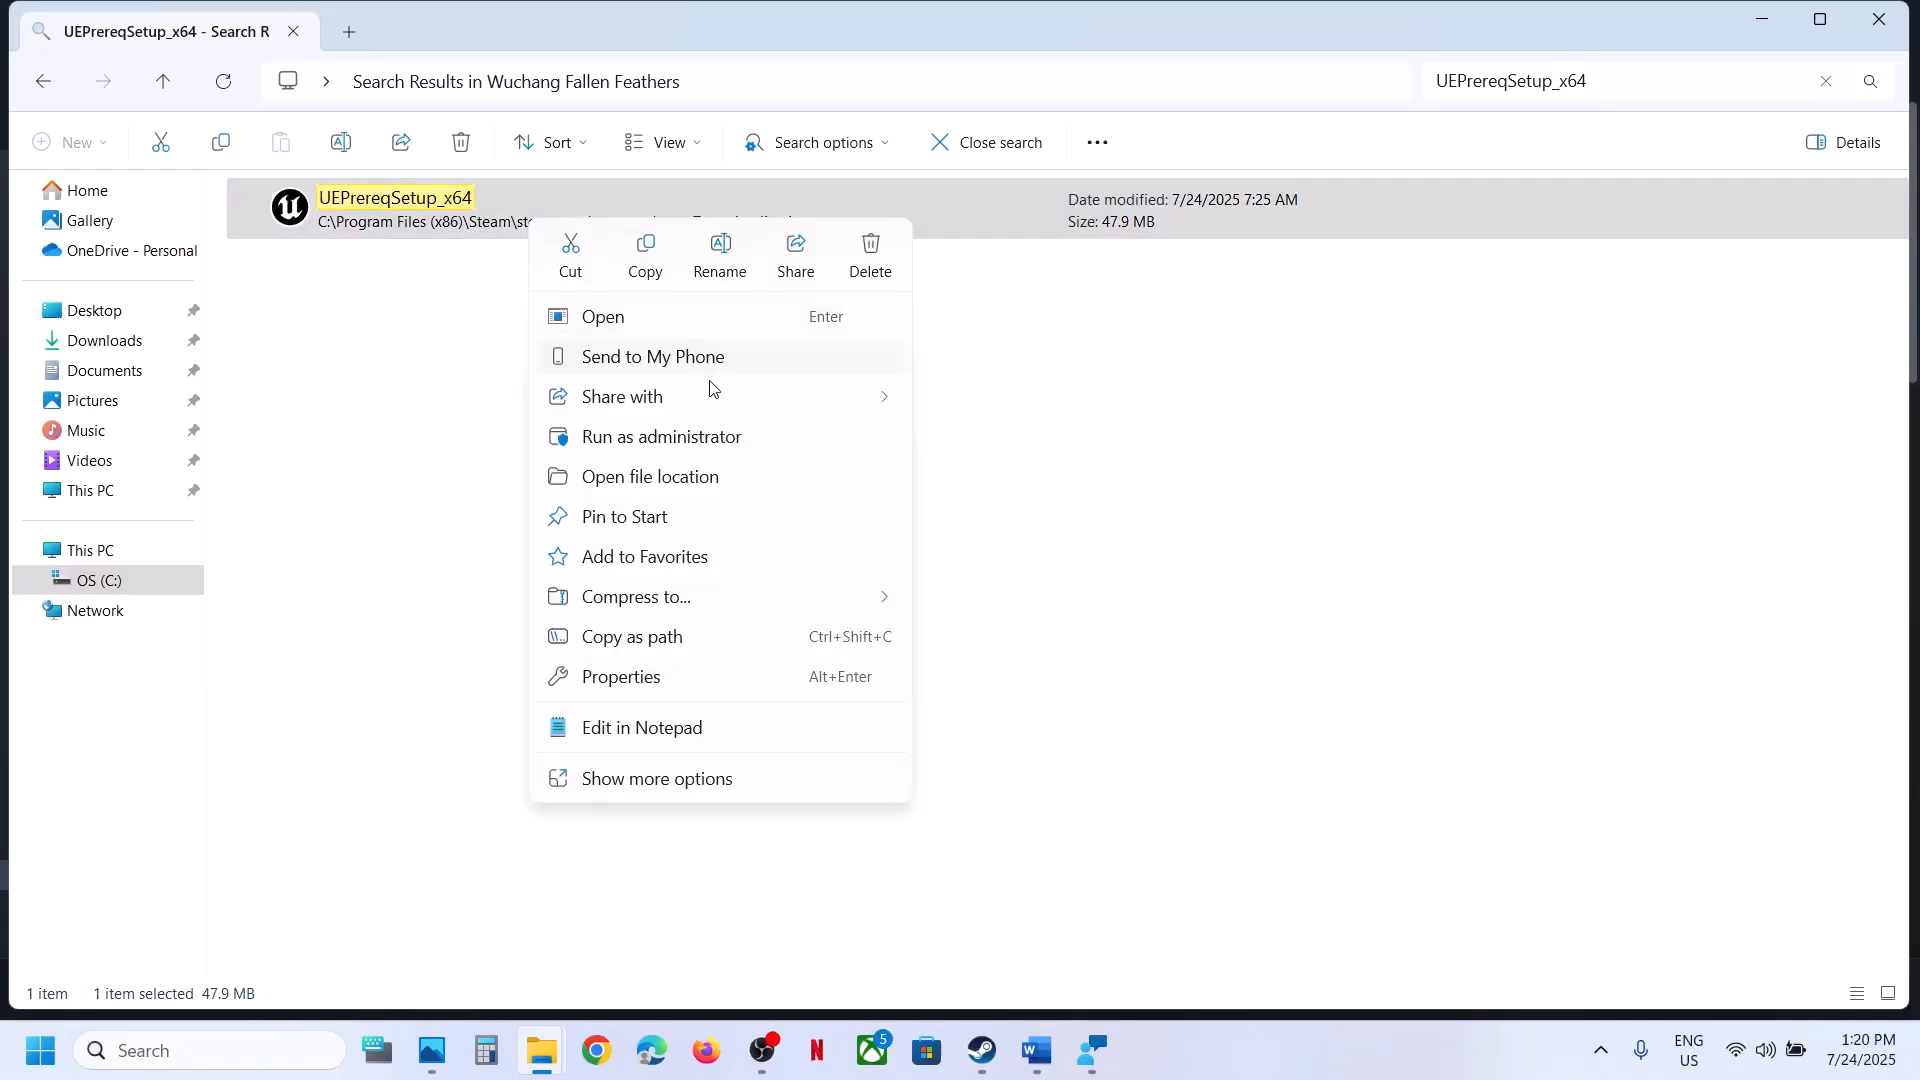 UEPrereqSetup_x64 - Search R
Search Results in Wuchang Fallen Feathers
UEPrereqSetup_x64
New
Sort
View
Search options
Close search
Details
Home
Gallery
OneDrive - Personal
Desktop
Downloads
Documents
Pictures
Music
Videos
This PC
This PC
OS (C:)
Network
UEPrereqSetup_x64
C:\Program Files (x86)\Steam\
Date modified: 7/24/2025 7:25 AM
Size: 47.9 MB
Cut
Copy
Rename
Share
Delete
Open Enter
Send to My Phone
Share with
Run as administrator
Open file location
Pin to Start
Add to Favorites
Compress to...
Copy as path Ctrl+Shift+C
Properties Alt+Enter
Edit in Notepad
Show more options
1 item 1 item selected 47.9 MB
Search
5
ENG
US
1:20 PM
7/24/2025